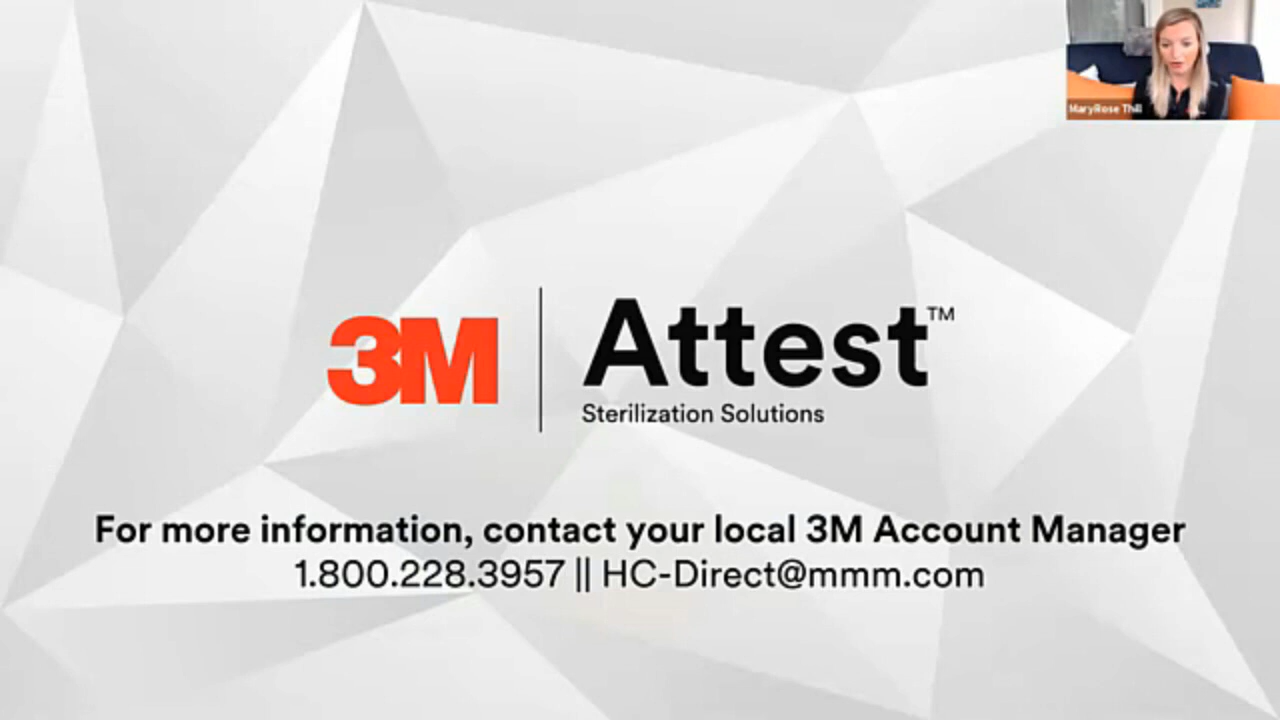 MaryRose Thill
3M
Attest™
Sterilization Solutions
For more information, contact your local 3M Account Manager
1.800.228.3957 || HC-Direct@mmm.com